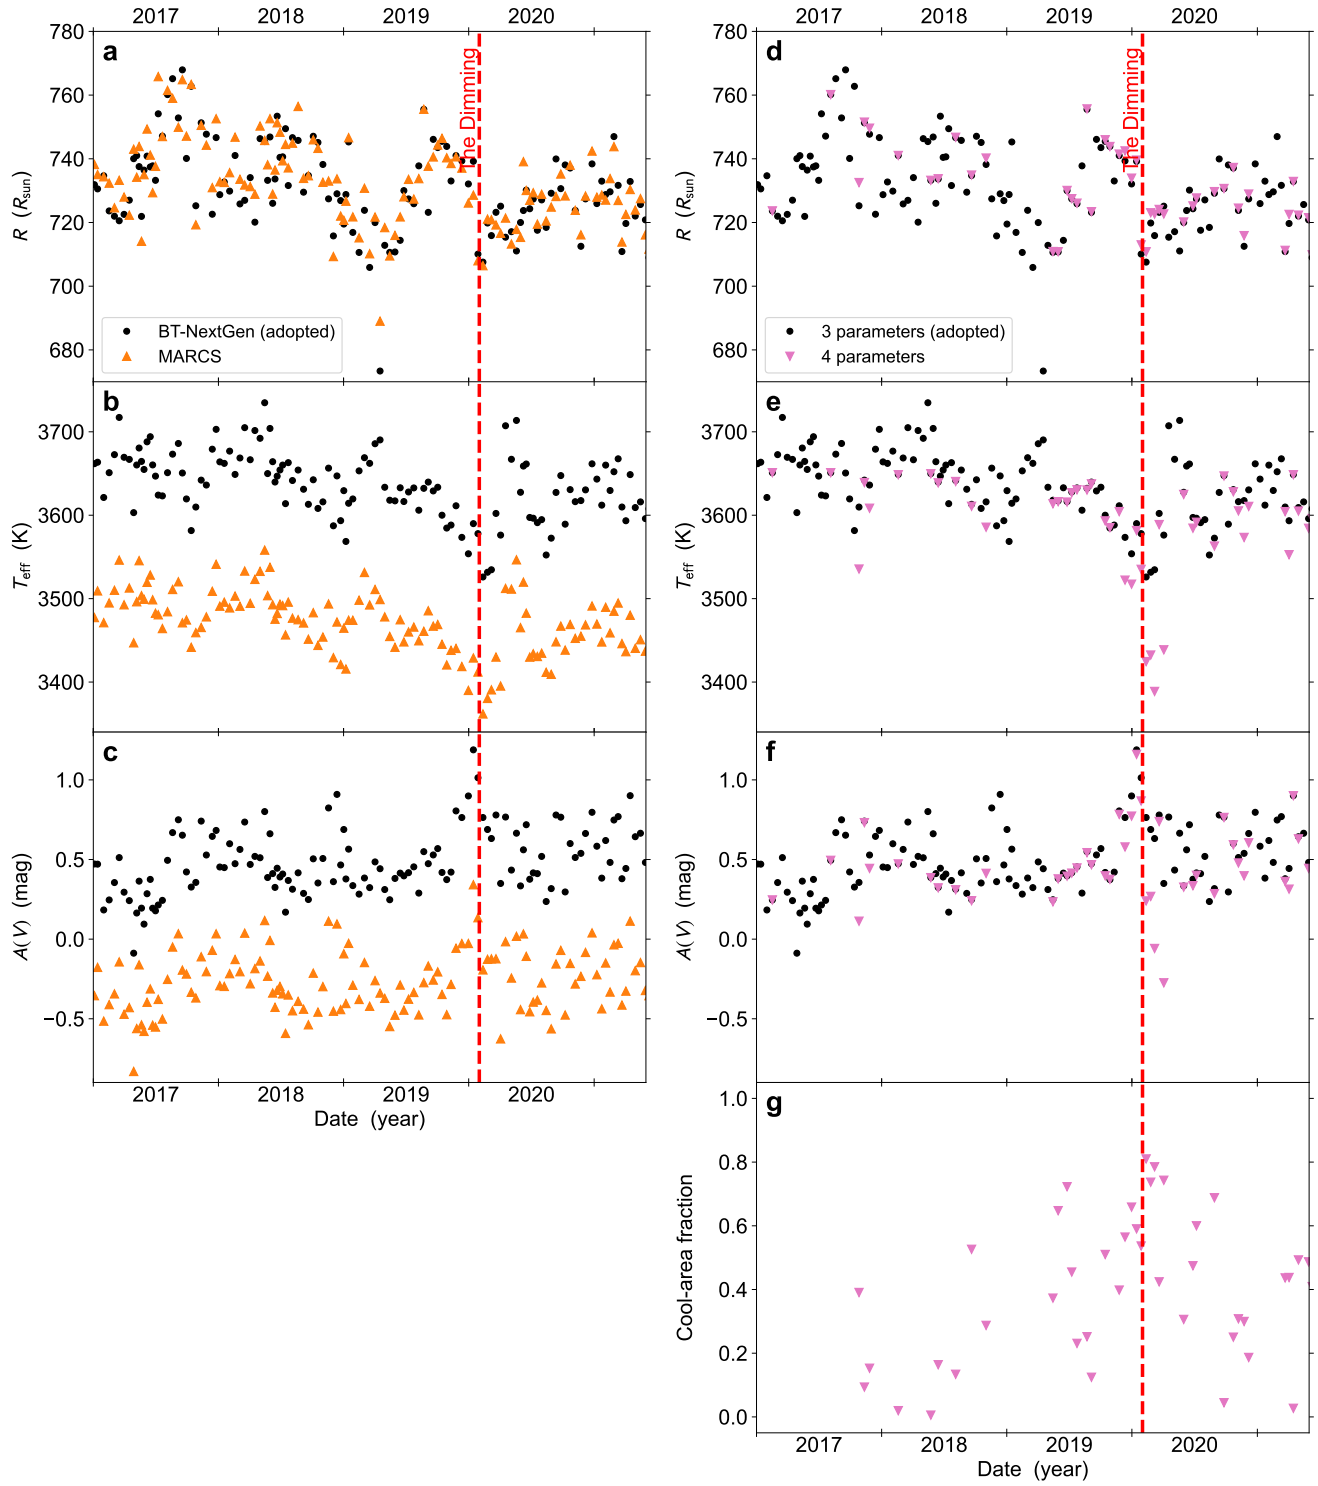 2017 2018 2019 2020
780
760
740
720
700
680
R (Rsun)
a
The Dimming
BT-NextGen (adopted)
MARCS
3700
3600
3500
3400
Teff (K)
b
1.0
0.5
0.0
−0.5
A(V) (mag)
c
2017 2018 2019 2020
Date (year)
2017 2018 2019 2020
780
760
740
720
700
680
R (Rsun)
d
The Dimming
3 parameters (adopted)
4 parameters
3700
3600
3500
3400
Teff (K)
e
1.0
0.5
0.0
−0.5
A(V) (mag)
f
1.0
0.8
0.6
0.4
0.2
0.0
Cool-area fraction
g
2017 2018 2019 2020
Date (year)